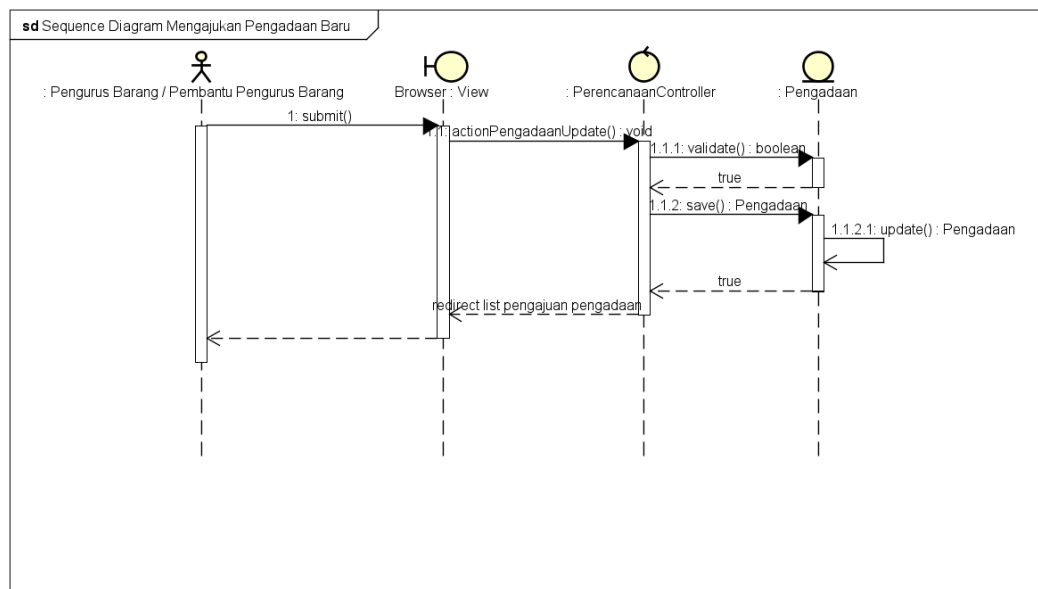 sd Sequence Diagram Mengajukan Pengadaan Baru
: Pengurus Barang / Pembantu Pengurus Barang
Browser : View
: PerencanaanController
: Pengadaan
1: submit()
1.1: actionPengadaanUpdate() : void
1.1.1: validate() : boolean
true
1.1.2: save() : Pengadaan
1.1.2.1: update() : Pengadaan
true
redirect list pengajuan pengadaan